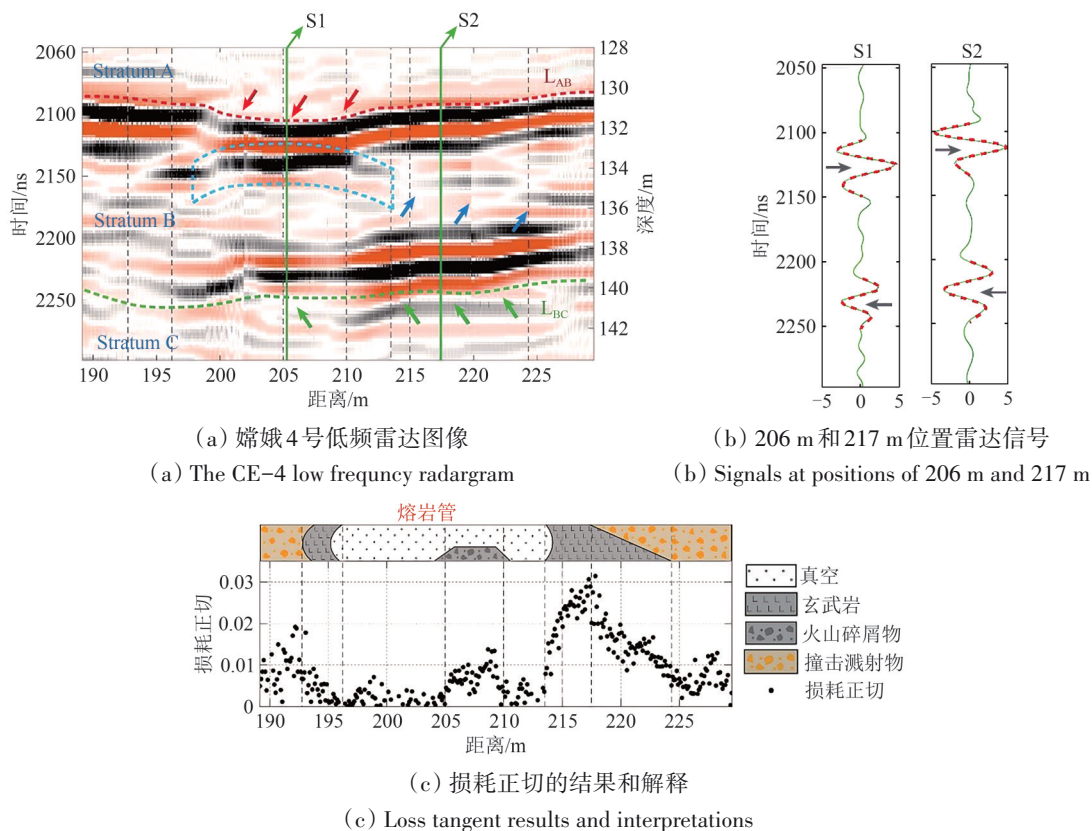 S1
S2
2060
2100
2150
2200
2250
时间/ns
Stratum A
Stratum B
Stratum C
L_AB
L_BC
128
130
132
134
136
138
140
142
深度/m
190
195
200
205
210
215
220
225
距离/m
(a) 嫦娥4号低频雷达图像
(a) The CE-4 low frequncy radargram
S1
S2
2050
2100
2150
2200
2250
时间/ns
-5
0
5
-5
0
5
(b) 206 m和217 m位置雷达信号
(b) Signals at positions of 206 m and 217 m
熔岩管
0.03
0.02
0.01
0
损耗正切
190
195
200
205
210
215
220
225
距离/m
真空
玄武岩
火山碎屑物
撞击溅射物
损耗正切
(c) 损耗正切的结果和解释
(c) Loss tangent results and interpretations